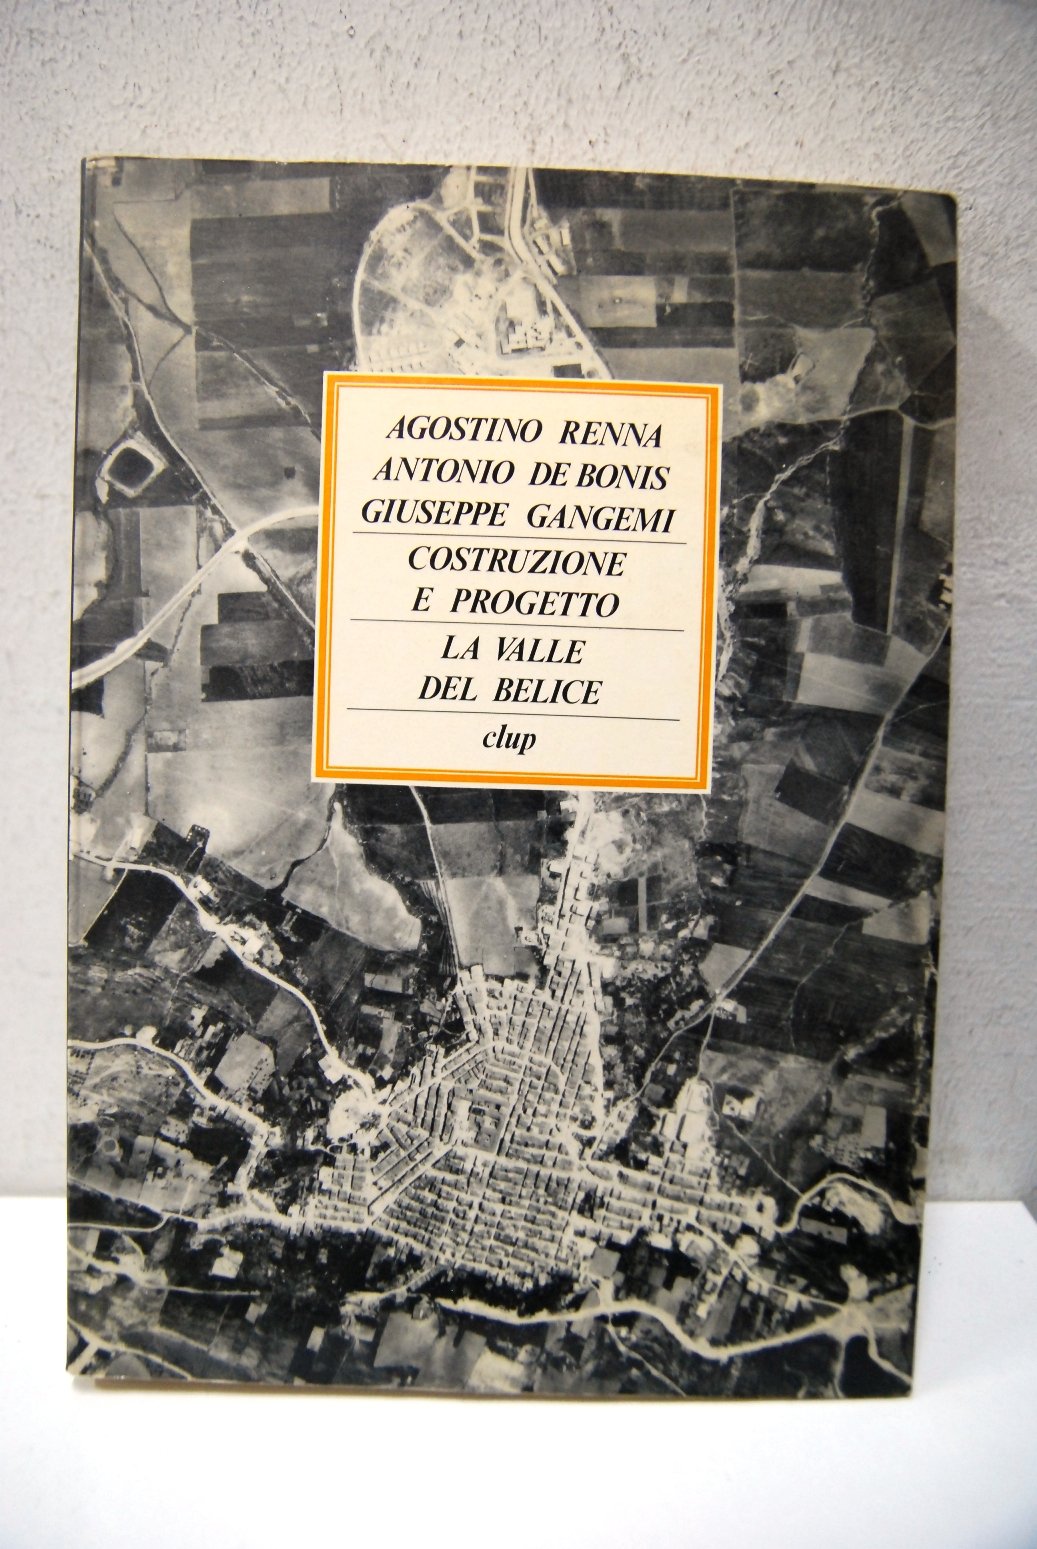 AGOSTINO RENNA
ANTONIO DE BONIS
GIUSEPPE GANGEMI
COSTRUZIONE
E PROGETTO
LA VALLE
DEL BELICE
clup